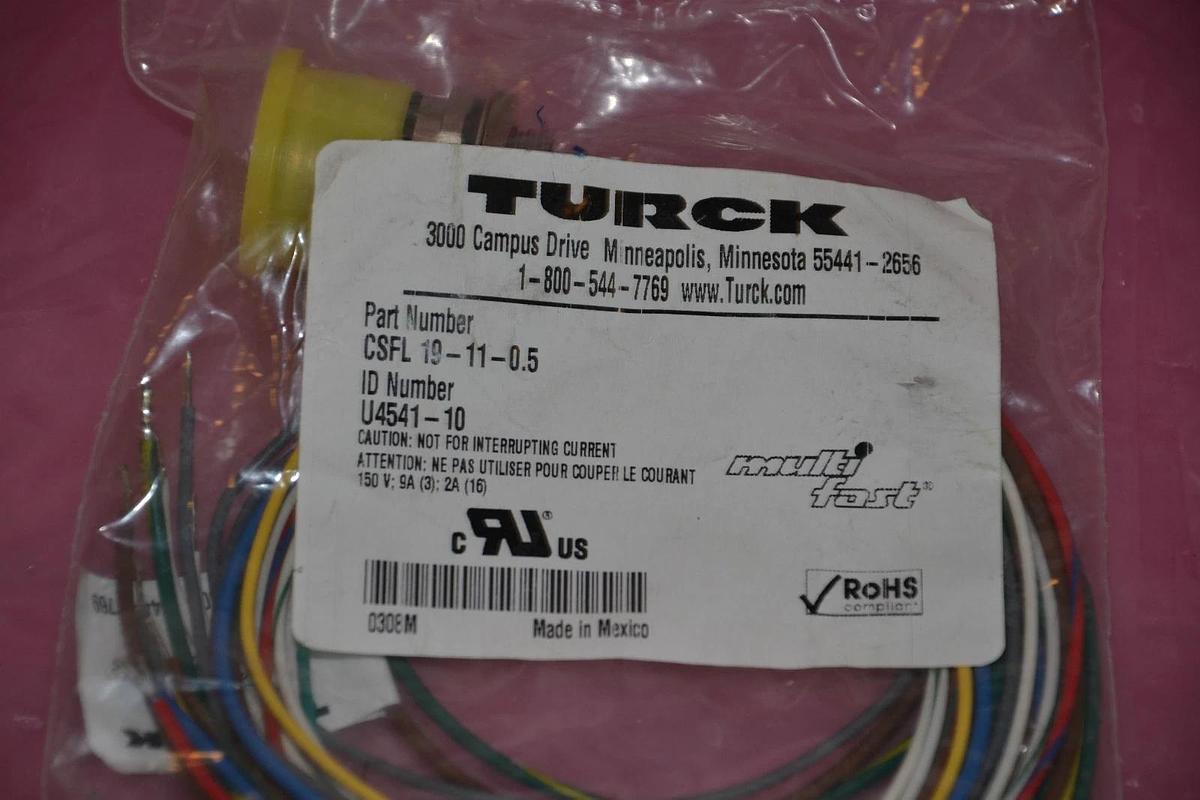 TURCK
3000 Campus Drive Minneapolis, Minnesota 55441-2656
1-800-544-7769 www.Turck.com
Part Number
CSFL 19-11-0.5
ID Number
U4541-10
CAUTION: NOT FOR INTERRUPTING CURRENT
ATTENTION: NE PAS UTILISER POUR COUPER LE COURANT
150 V; 9A (3); 2A (16)
multi
fast®
c RU® US
RoHS
compliant
0308M
Made in Mexico